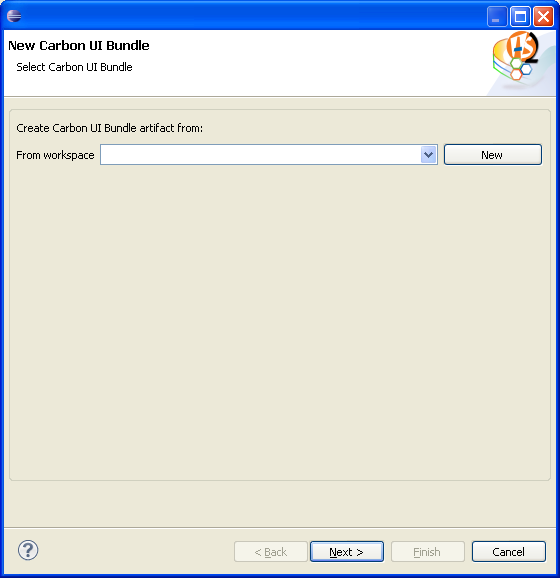 New Carbon UI Bundle
Select Carbon UI Bundle
Create Carbon UI Bundle artifact from:
From workspace
New
?
< Back
Next >
Finish
Cancel